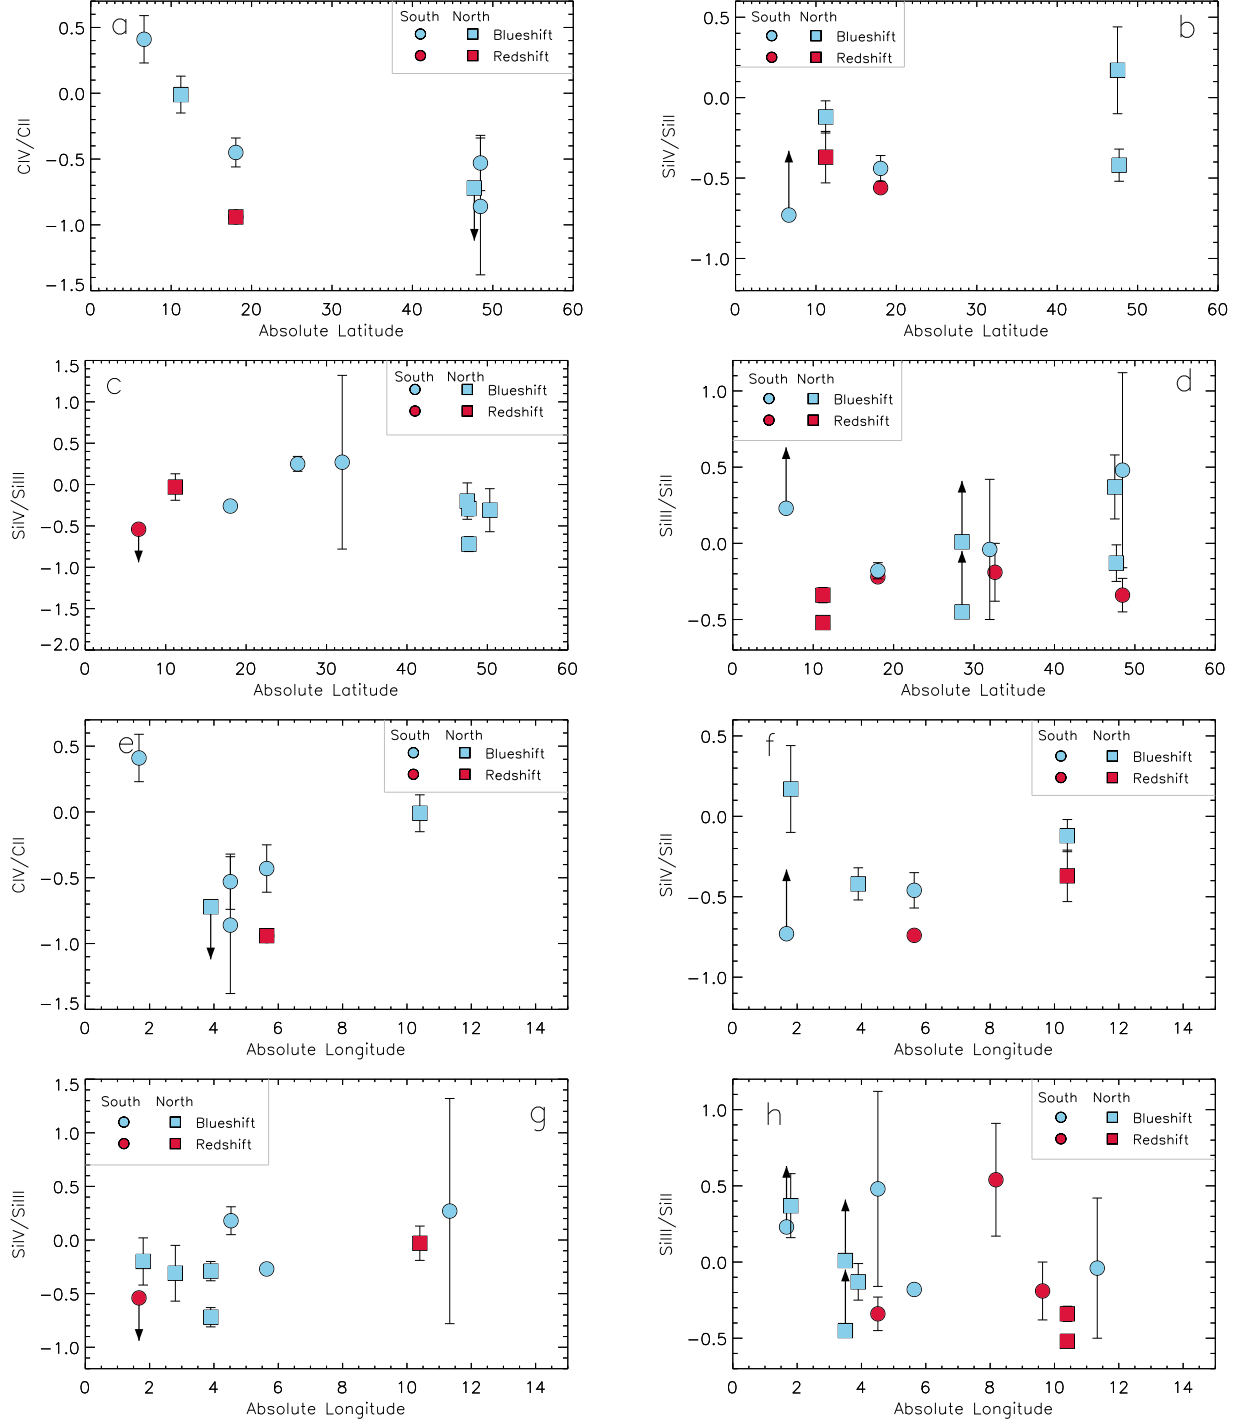 a
South North
Blueshift
Redshift
CIV/CII
0.5
0.0
−0.5
−1.0
−1.5
0 10 20 30 40 50 60
Absolute Latitude
b
South North
Blueshift
Redshift
SiIV/SiII
0.5
0.0
−0.5
−1.0
0 10 20 30 40 50 60
Absolute Latitude
c
South North
Blueshift
Redshift
SiIV/SiIII
1.5
1.0
0.5
0.0
−0.5
−1.0
−1.5
−2.0
0 10 20 30 40 50 60
Absolute Latitude
d
South North
Blueshift
Redshift
SiIII/SiII
1.0
0.5
0.0
−0.5
0 10 20 30 40 50 60
Absolute Latitude
e
South North
Blueshift
Redshift
CIV/CII
0.5
0.0
−0.5
−1.0
−1.5
0 2 4 6 8 10 12 14
Absolute Longitude
f
South North
Blueshift
Redshift
SiIV/SiII
0.5
0.0
−0.5
−1.0
0 2 4 6 8 10 12 14
Absolute Longitude
g
South North
Blueshift
Redshift
SiIV/SiIII
1.5
1.0
0.5
0.0
−0.5
−1.0
0 2 4 6 8 10 12 14
Absolute Longitude
h
South North
Blueshift
Redshift
SiIII/SiII
1.0
0.5
0.0
−0.5
0 2 4 6 8 10 12 14
Absolute Longitude